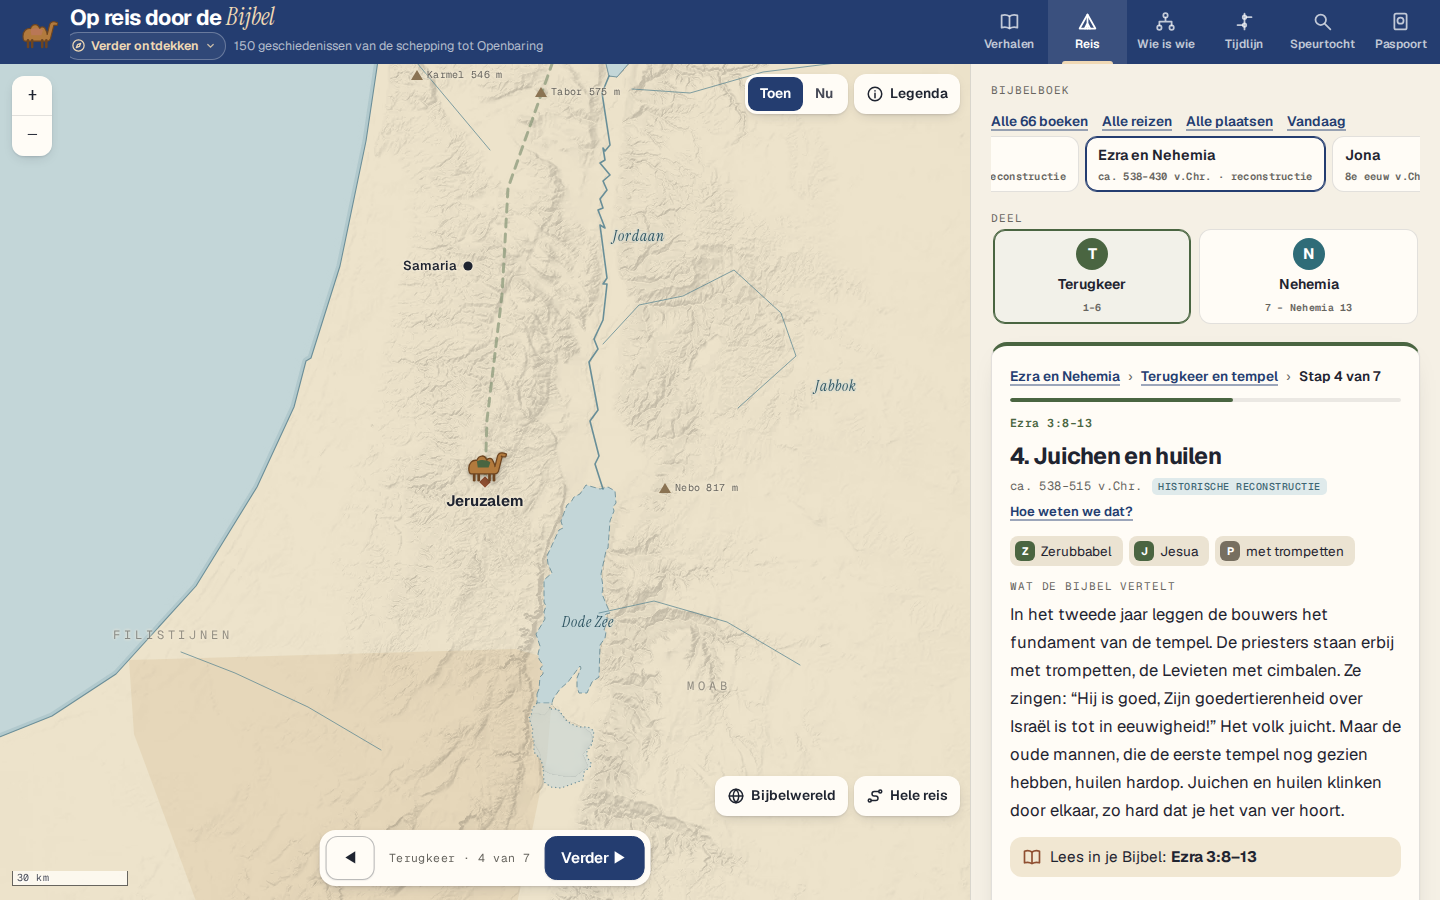 Op reis door de Bijbel
Verder ontdekken
150 geschiedenissen van de schepping tot Openbaring
Verhalen
Reis
Wie is wie
Tijdlijn
Speurtocht
Paspoort
+
−
Karmel 546 m
Tabor 575 m
Toen
Nu
Legenda
Jordaan
Samaria
Jabbok
Jeruzalem
Nebo 817 m
Dode Zee
FILISTIJNEN
MOAB
Bijbelwereld
Hele reis
Terugkeer · 4 van 7
Verder
30 km
BIJBELBOEK
Alle 66 boeken
Alle reizen
Alle plaatsen
Vandaag
econstructie
Ezra en Nehemia
ca. 538–430 v.Chr. · reconstructie
Jona
8e eeuw v.Ch
DEEL
T
Terugkeer
1–6
N
Nehemia
7 – Nehemia 13
Ezra en Nehemia › Terugkeer en tempel › Stap 4 van 7
Ezra 3:8–13
4. Juichen en huilen
ca. 538–515 v.Chr.
HISTORISCHE RECONSTRUCTIE
Hoe weten we dat?
Z Zerubbabel
J Jesua
P met trompetten
WAT DE BIJBEL VERTELT
In het tweede jaar leggen de bouwers het
fundament van de tempel. De priesters staan erbij
met trompetten, de Levieten met cimbalen. Ze
zingen: “Hij is goed, Zijn goedertierenheid over
Israël is tot in eeuwigheid!” Het volk juicht. Maar de
oude mannen, die de eerste tempel nog gezien
hebben, huilen hardop. Juichen en huilen klinken
door elkaar, zo hard dat je het van ver hoort.
Lees in je Bijbel: Ezra 3:8–13